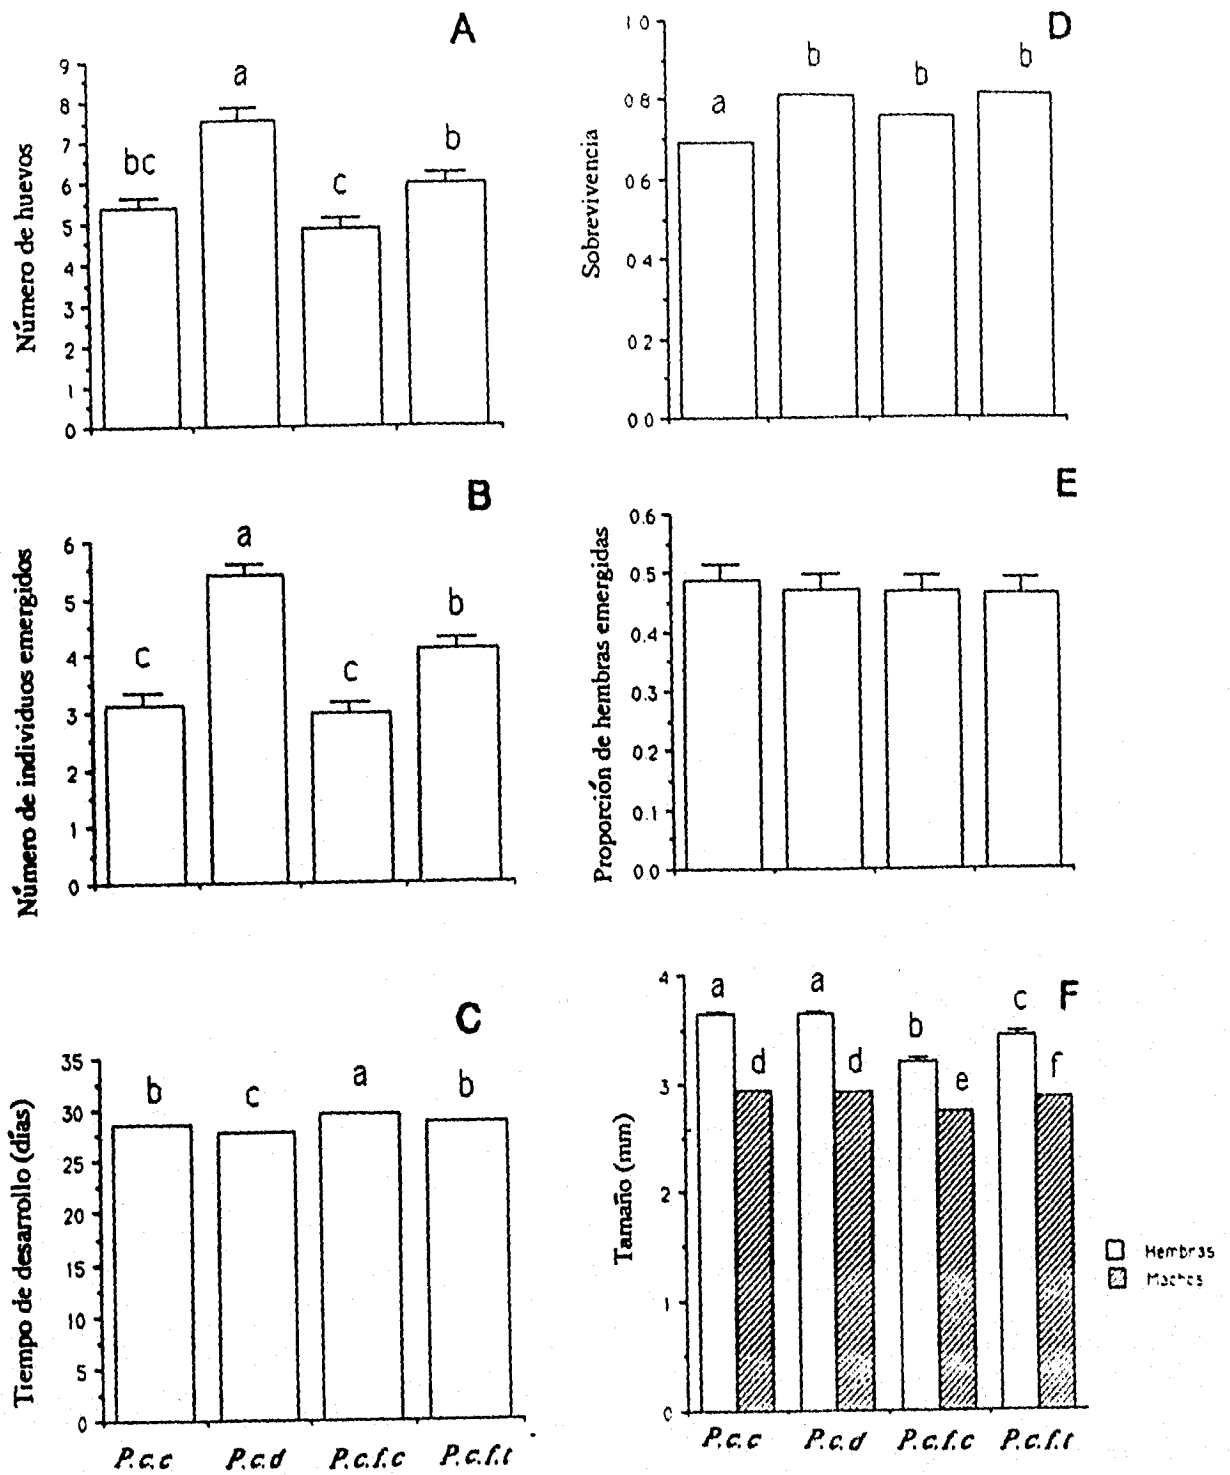 A
Número de huevos
9
8
7
6
5
4
3
2
1
0
bc
a
c
b
D
Sobrevivencia
1 0
0 8
0 6
0 4
0 2
0 0
a
b
b
b
B
Número de individuos emergidos
6
5
4
3
2
1
0
c
a
c
b
E
Proporción de hembras emergidas
0.6
0.5
0.4
0.3
0.2
0.1
0 0
C
Tiempo de desarrollo (días)
35
30
25
20
15
10
5
0
b
c
a
b
P.c.c
P.c.d
P.c.f.c
P.c.f.t
F
Tamaño (mm)
4
3
2
1
0
a
d
a
d
b
e
c
f
Hembras
Machos
P.c.c
P.c.d
P.c.f.c
P.c.f.t